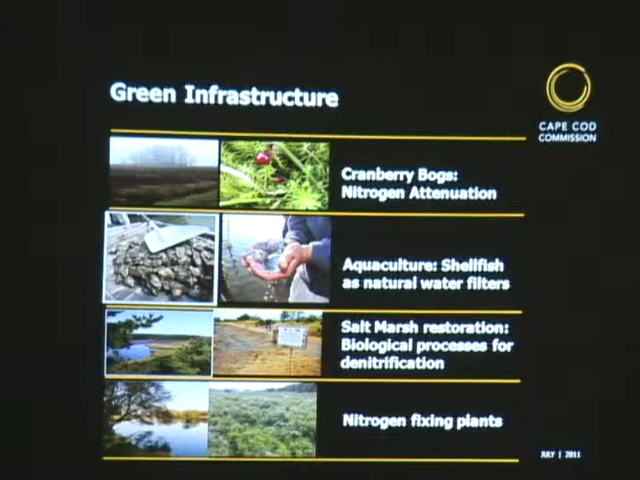 Green Infrastructure
CAPE COD
COMMISSION
Cranberry Bogs:
Nitrogen Attenuation
Aquaculture: Shellfish
as natural water filters
Salt Marsh restoration:
Biological processes for
denitrification
Nitrogen fixing plants
JULY | 2011